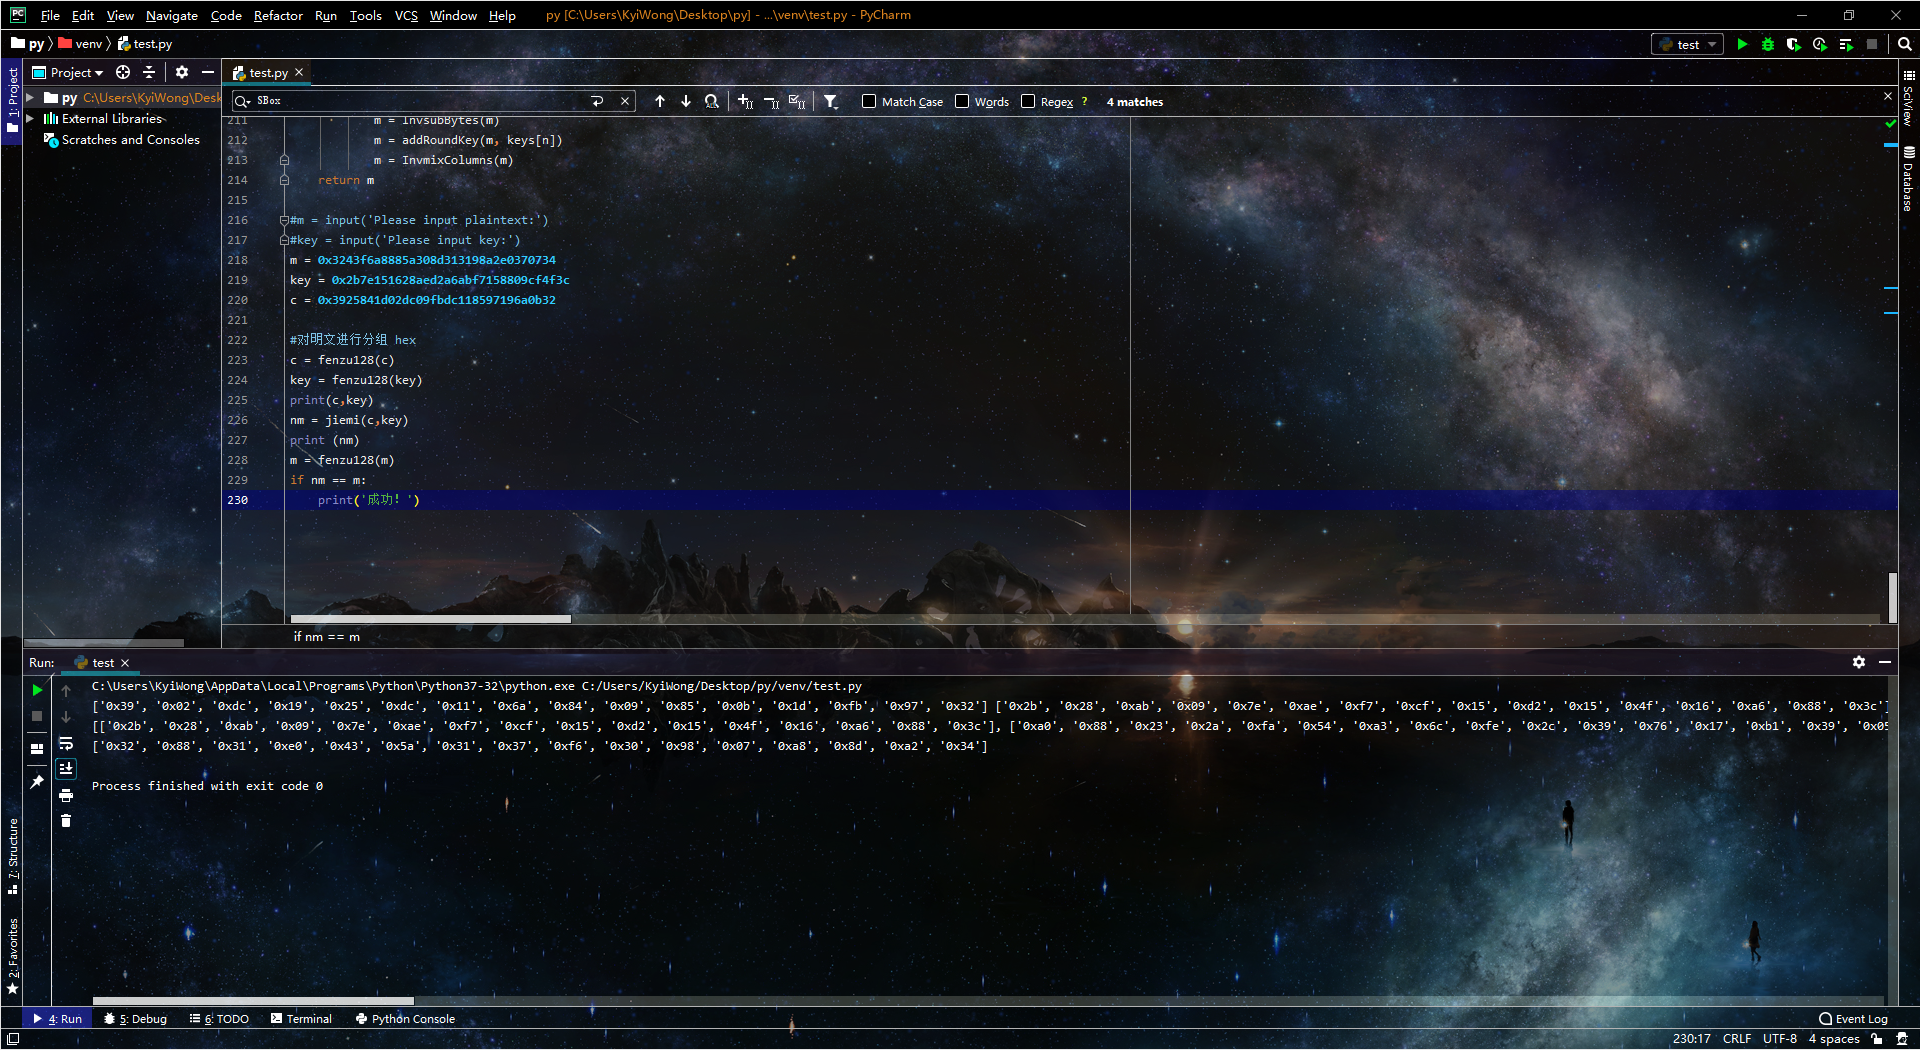 File Edit View Navigate Code Refactor Run Tools VCS Window Help py [C:\Users\KyiWong\Desktop\py] - ...\venv\test.py - PyCharm
py venv test.py
test
1: Project
Project
test.py
py C:\Users\KyiWong\Desk
External Libraries
Scratches and Consoles
SBox
Match Case Words Regex ? 4 matches
SciView
Database
211 m = InvsubBytes(m)
212 m = addRoundKey(m, keys[n])
213 m = InvmixColumns(m)
214 return m
215
216 #m = input('Please input plaintext:')
217 #key = input('Please input key:')
218 m = 0x3243f6a8885a308d313198a2e0370734
219 key = 0x2b7e151628aed2a6abf7158809cf4f3c
220 c = 0x3925841d02dc09fbdc118597196a0b32
221
222 #对明文进行分组 hex
223 c = fenzu128(c)
224 key = fenzu128(key)
225 print(c,key)
226 nm = jiemi(c,key)
227 print (nm)
228 m = fenzu128(m)
229 if nm == m:
230 print('成功! ')
if nm == m
Run: test
C:\Users\KyiWong\AppData\Local\Programs\Python\Python37-32\python.exe C:/Users/KyiWong/Desktop/py/venv/test.py
['0x39', '0x02', '0xdc', '0x19', '0x25', '0xdc', '0x11', '0x6a', '0x84', '0x09', '0x85', '0x0b', '0x1d', '0xfb', '0x97', '0x32'] ['0x2b', '0x28', '0xab', '0x09', '0x7e', '0xae', '0xf7', '0xcf', '0x15', '0xd2', '0x15', '0x4f', '0x16', '0xa6', '0x88', '0x3c']
[['0x2b', '0x28', '0xab', '0x09', '0x7e', '0xae', '0xf7', '0xcf', '0x15', '0xd2', '0x15', '0x4f', '0x16', '0xa6', '0x88', '0x3c'], ['0xa0', '0x88', '0x23', '0x2a', '0xfa', '0x54', '0xa3', '0x6c', '0xfe', '0x2c', '0x39', '0x76', '0x17', '0xb1', '0x39', '0x05
['0x32', '0x88', '0x31', '0xe0', '0x43', '0x5a', '0x31', '0x37', '0xf6', '0x30', '0x98', '0x07', '0xa8', '0x8d', '0xa2', '0x34']
Process finished with exit code 0
7: Structure
2: Favorites
4: Run 5: Debug 6: TODO Terminal Python Console Event Log
230:17 CRLF UTF-8 4 spaces